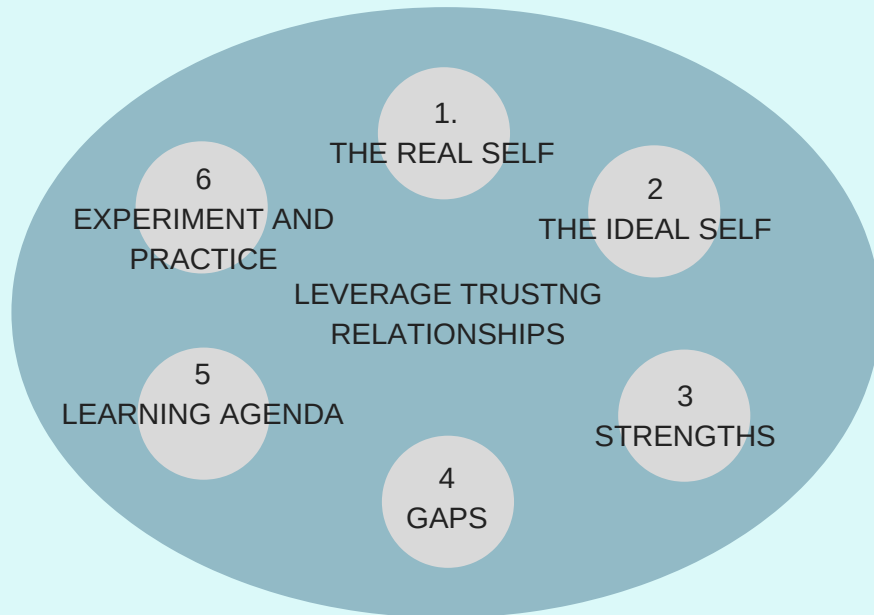 1.
THE REAL SELF
2
THE IDEAL SELF
3
STRENGTHS
4
GAPS
5
LEARNING AGENDA
6
EXPERIMENT AND
PRACTICE
LEVERAGE TRUSTNG
RELATIONSHIPS